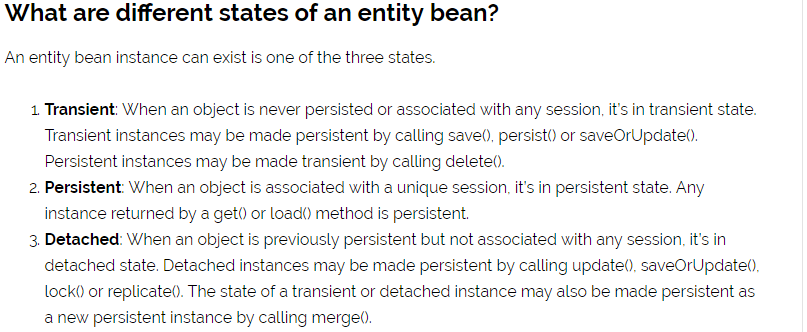 What are different states of an entity bean?
An entity bean instance can exist is one of the three states.
1. Transient: When an object is never persisted or associated with any session, it's in transient state.
Transient instances may be made persistent by calling save(), persist() or saveOrUpdate().
Persistent instances may be made transient by calling delete().
2. Persistent: When an object is associated with a unique session, it's in persistent state. Any
instance returned by a get() or load() method is persistent.
3. Detached: When an object is previously persistent but not associated with any session, it's in
detached state. Detached instances may be made persistent by calling update(), saveOrUpdate(),
lock() or replicate(). The state of a transient or detached instance may also be made persistent as
a new persistent instance by calling merge().